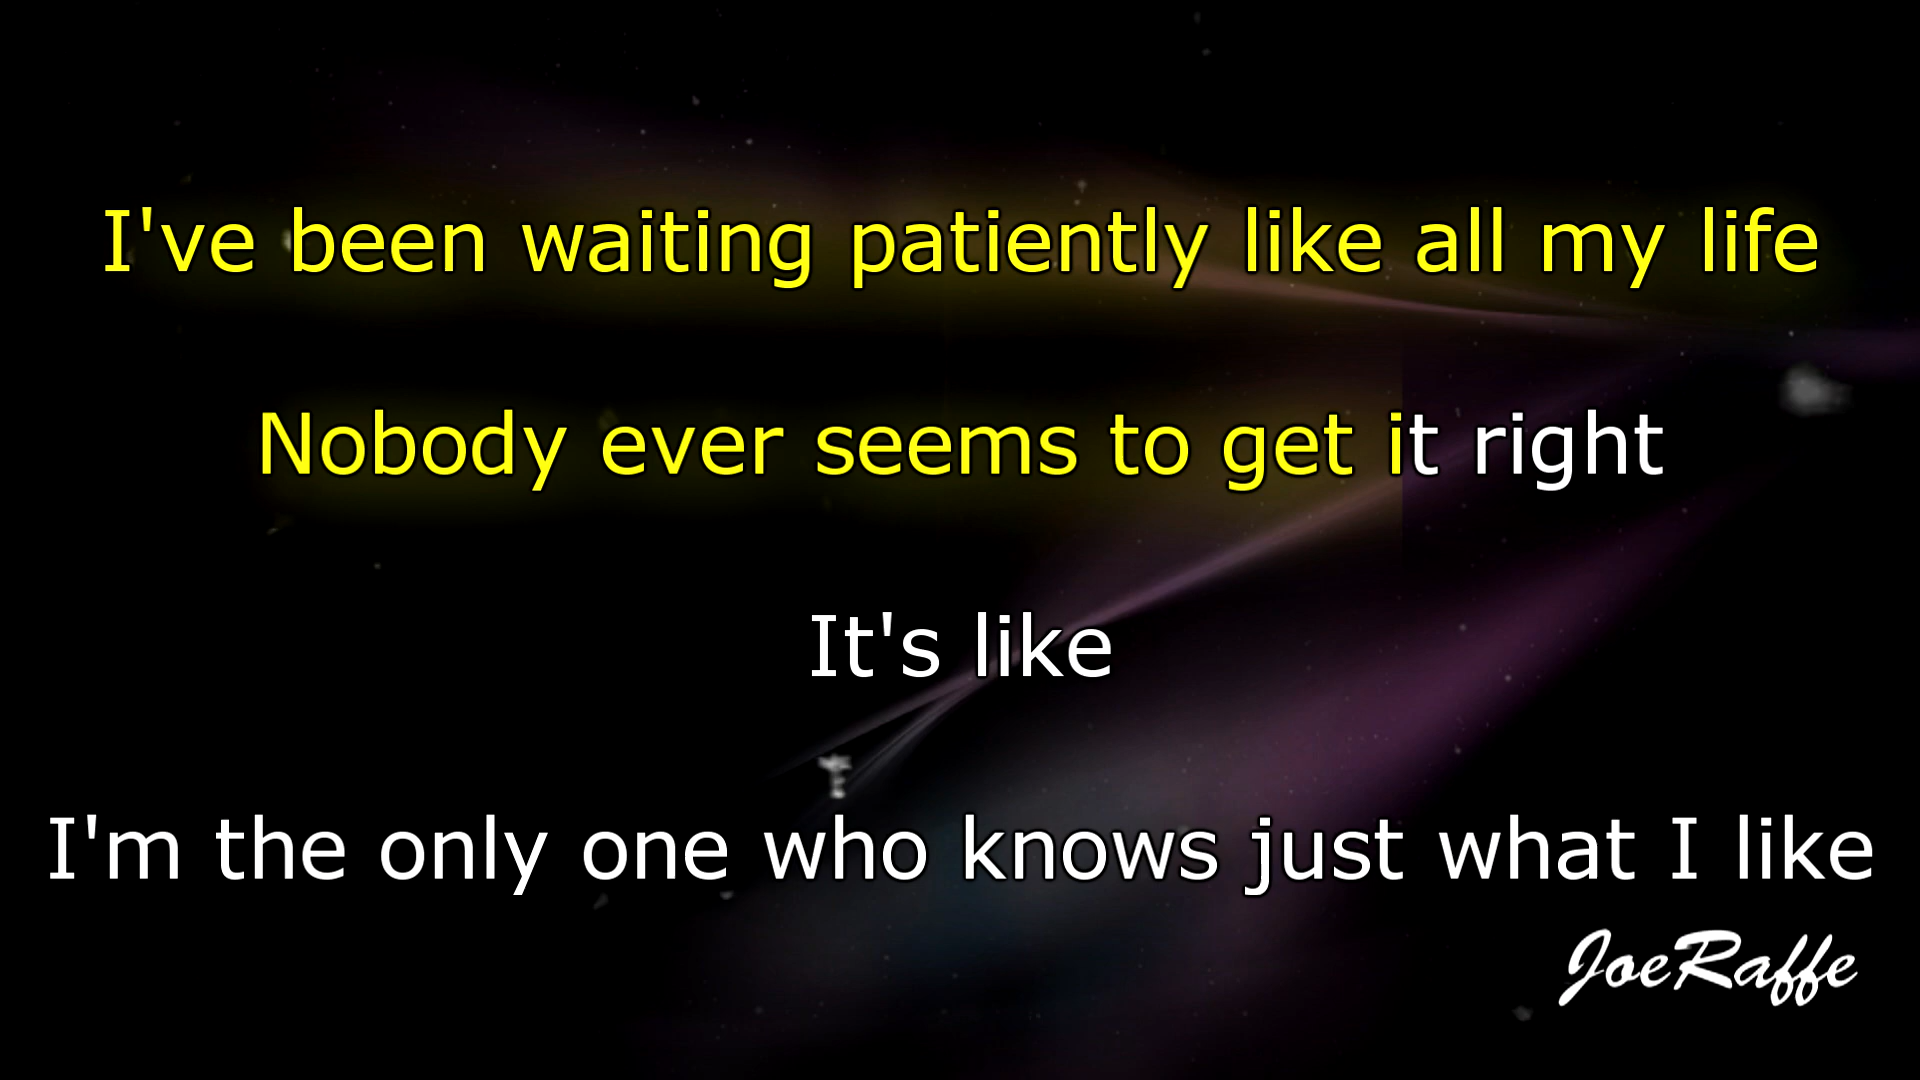 I've been waiting patiently like all my life
Nobody ever seems to get it right
It's like
I'm the only one who knows just what I like
JoeRaffe